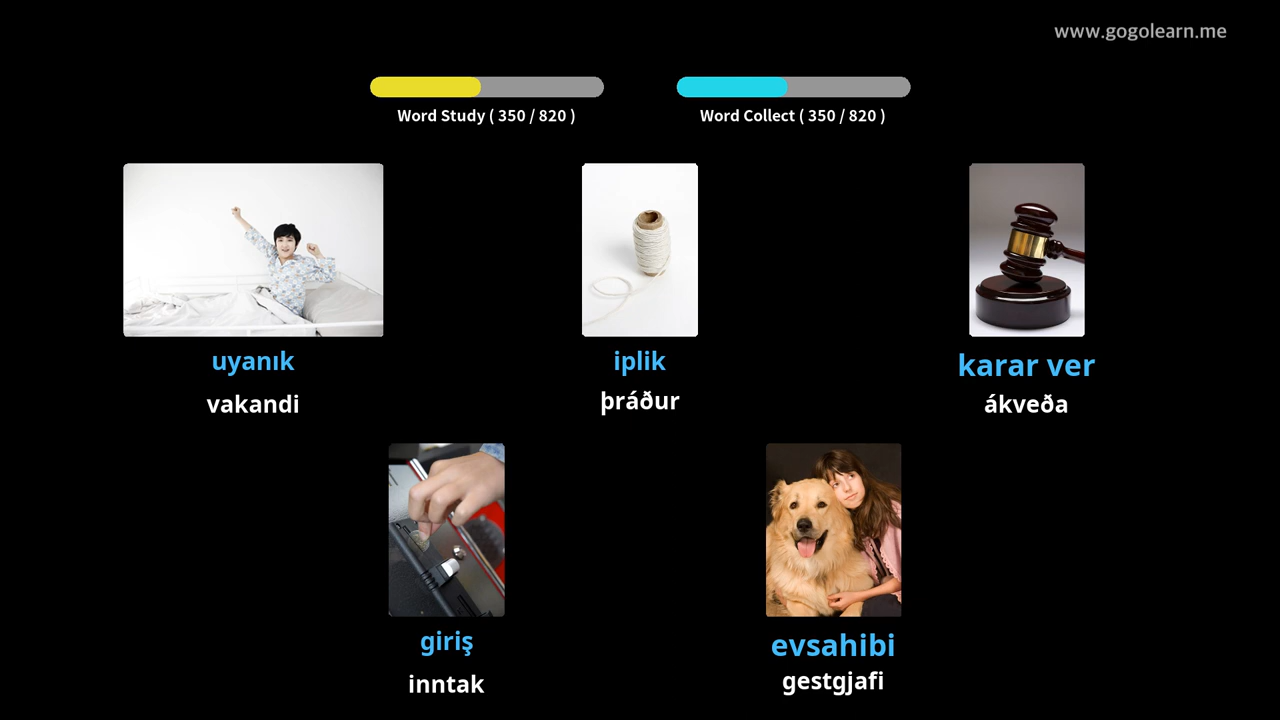 www.gogolearn.me
Word Study ( 350 / 820 )
Word Collect ( 350 / 820 )
uyanık
vakandi
iplik
þráður
karar ver
ákveða
giriş
inntak
evsahibi
gestgjafi